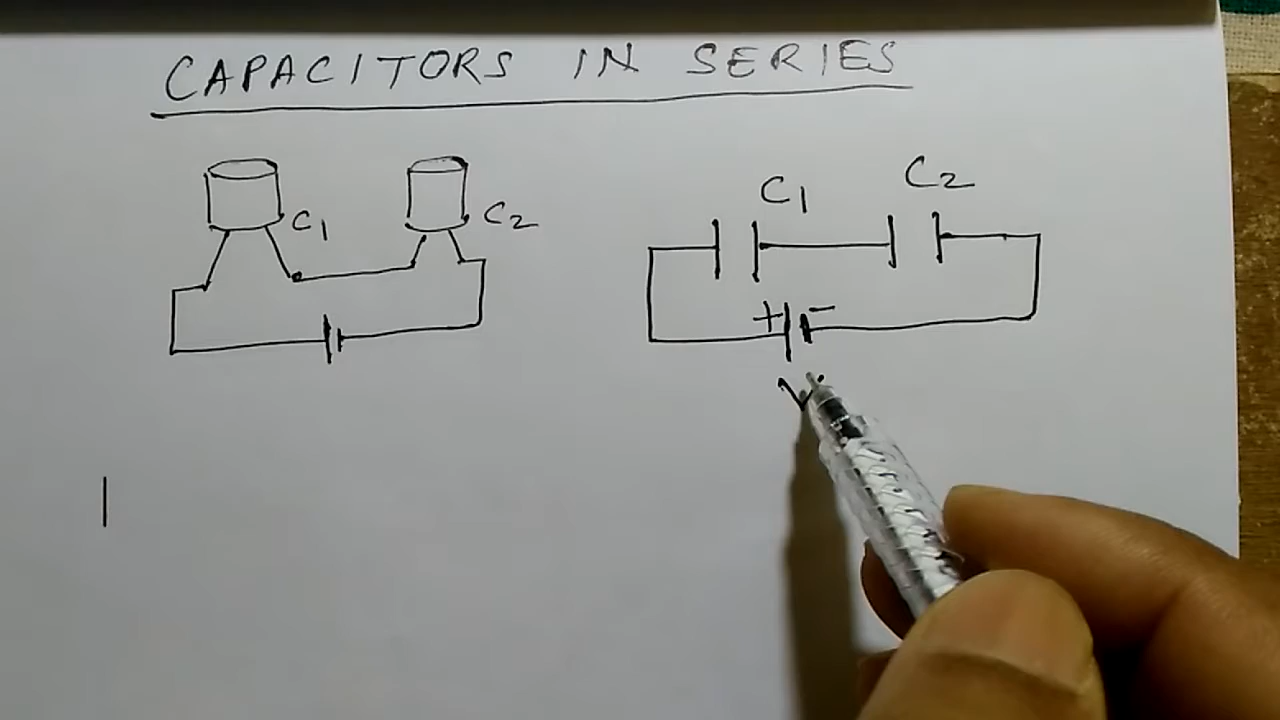 CAPACITORS IN SERIES
C1 C2
C1 C2
+ -
V